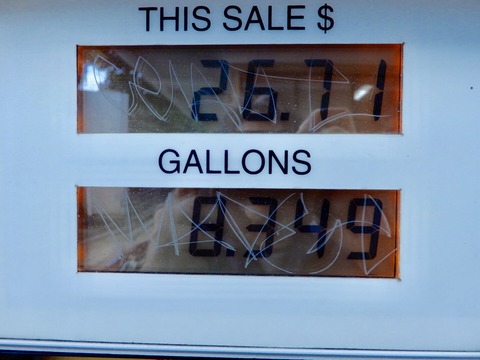 THIS SALE $
26.71
GALLONS
8.349